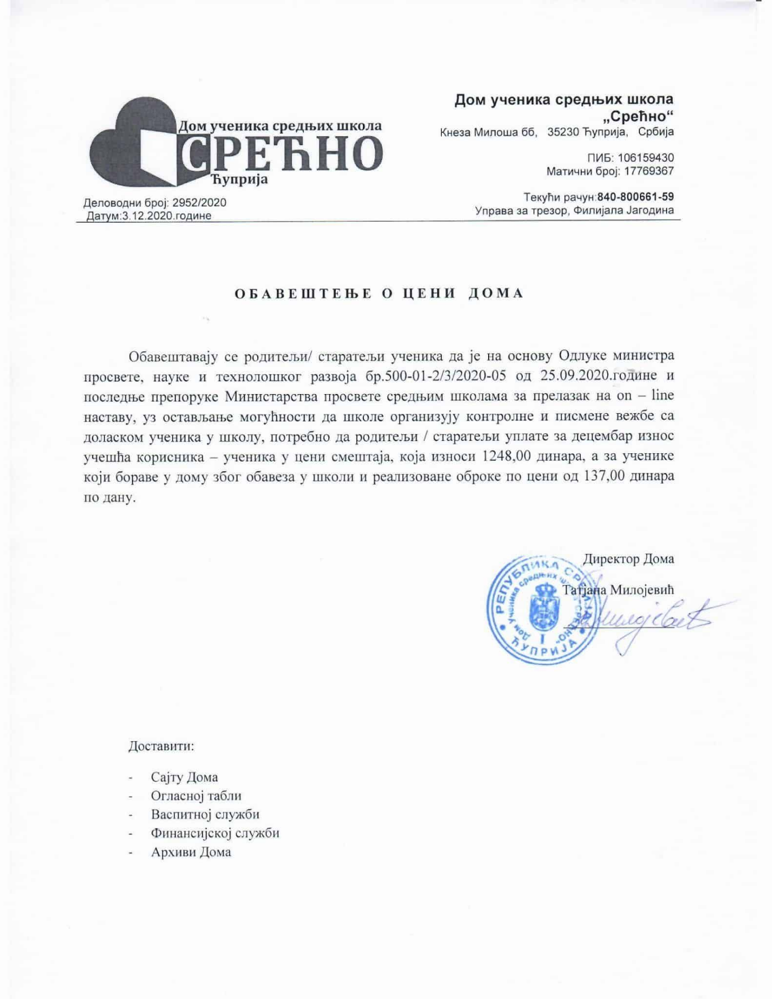 Дом ученика средњих школа
СРЕЋНО
Ћуприја
Деловодни број: 2952/2020
Датум:3.12.2020.године
Дом ученика средњих школа
„Срећно“
Кнеза Милоша бб, 35230 Ћуприја, Србија
ПИБ: 106159430
Матични број: 17769367
Текући рачун:840-800661-59
Управа за трезор, Филијала Јагодина
ОБАВЕШТЕЊЕ О ЦЕНИ ДОМА
Обавештавају се родитељи/ старатељи ученика да је на основу Одлуке министра
просвете, науке и технолошког развоја бр.500-01-2/3/2020-05 од 25.09.2020.године и
последње препоруке Министарства просвете средњим школама за прелазак на on – line
наставу, уз остављање могућности да школе организују контролне и писмене вежбе са
доласком ученика у школу, потребно да родитељи / старатељи уплате за децембар износ
учешћа корисника – ученика у цени смештаја, која износи 1248,00 динара, а за ученике
који бораве у дому због обавеза у школи и реализоване оброке по цени од 137,00 динара
по дану.
Директор Дома
Татјана Милојевић
РЕПУБЛИКА СРБИЈА
Дом ученика средњих "СРЕЋНО"
I
ЋУПРИЈА
Милојевић
Доставити:
- Сајту Дома
- Огласној табли
- Васпитној служби
- Финансијској служби
- Архиви Дома